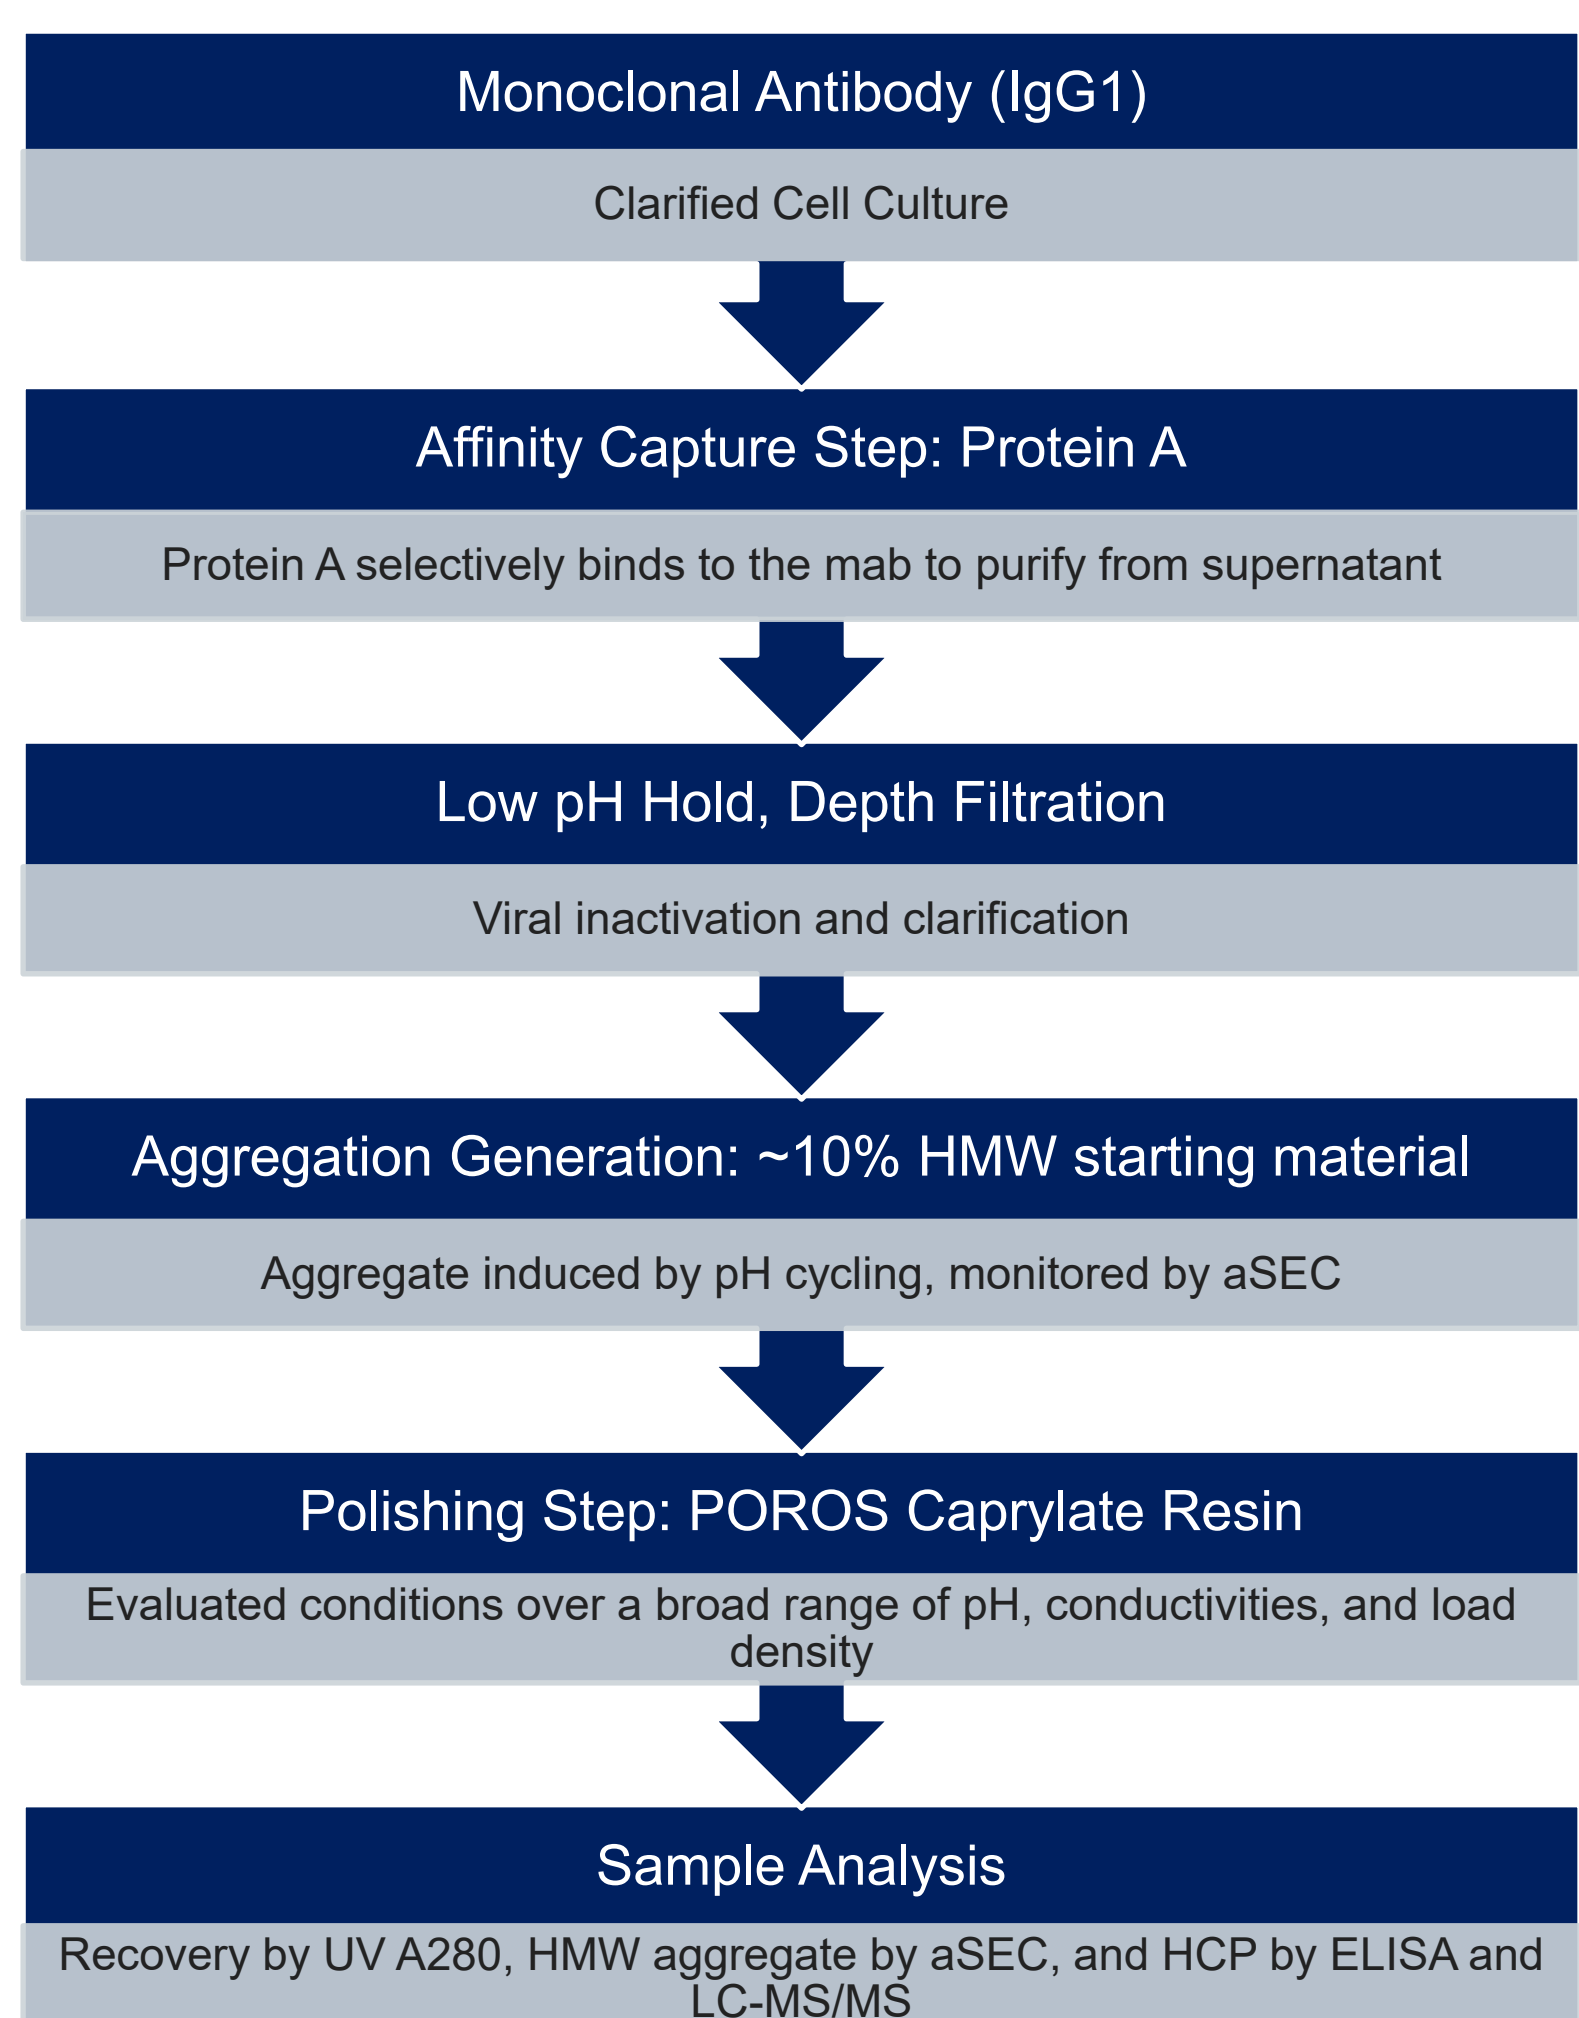 Monoclonal Antibody (IgG1)
Clarified Cell Culture
Affinity Capture Step: Protein A
Protein A selectively binds to the mab to purify from supernatant
Low pH Hold, Depth Filtration
Viral inactivation and clarification
Aggregation Generation: ~10% HMW starting material
Aggregate induced by pH cycling, monitored by aSEC
Polishing Step: POROS Caprylate Resin
Evaluated conditions over a broad range of pH, conductivities, and load
density
Sample Analysis
Recovery by UV A280, HMW aggregate by aSEC, and HCP by ELISA and
LC-MS/MS